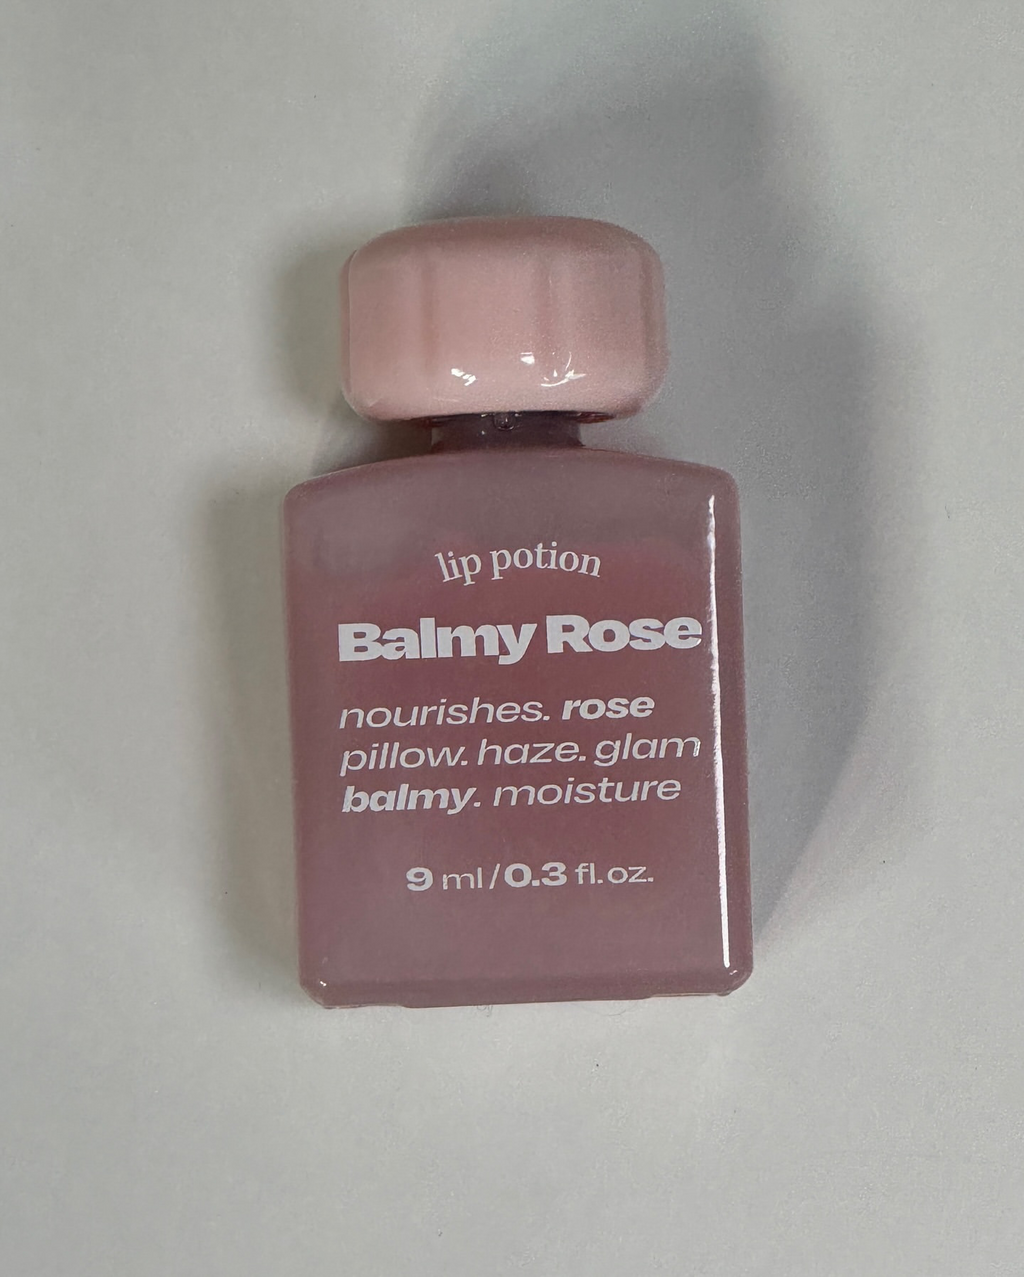 lip potion
Balmy Rose
nourishes. rose
pillow. haze. glam
balmy. moisture
9 ml/0.3 fl.oz.